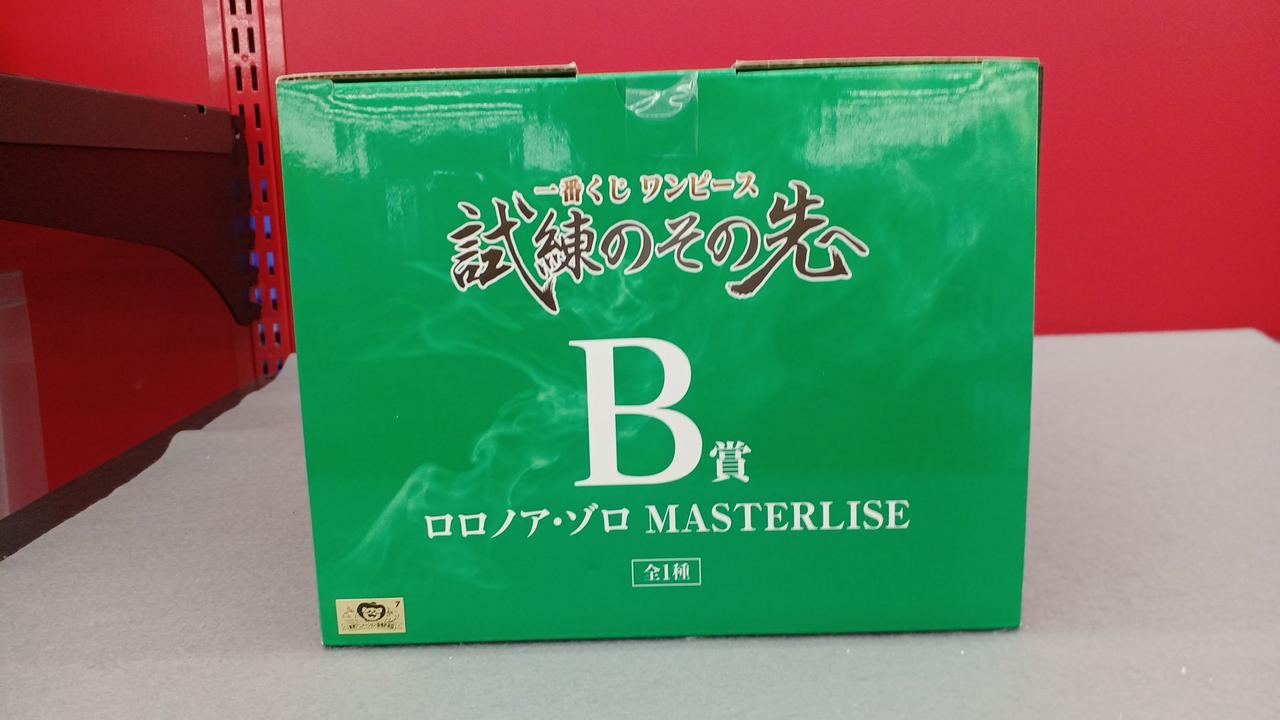 一番くじ ワンピース
試練のその先へ
B賞
ロロノア・ゾロ MASTERLISE
全1種
7